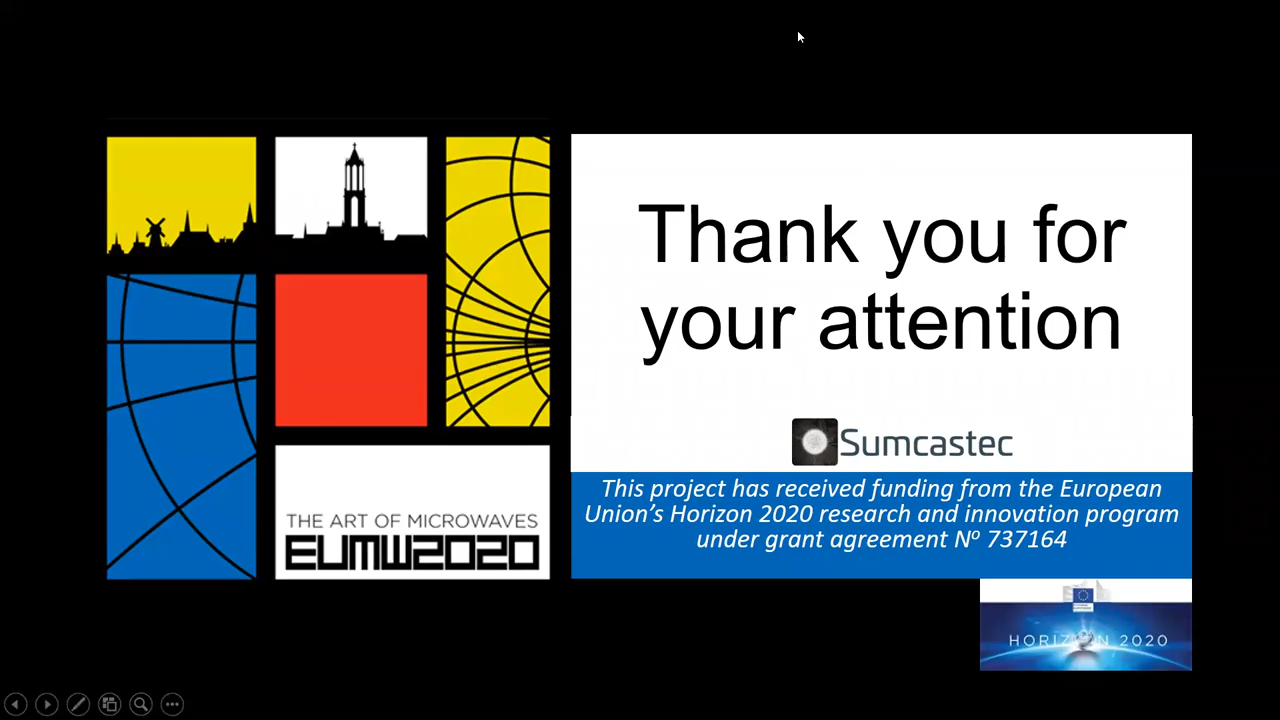 THE ART OF MICROWAVES
EUMW2020
Thank you for
your attention
Sumcastec
This project has received funding from the European
Union's Horizon 2020 research and innovation program
under grant agreement Nº 737164
HORIZON 2020